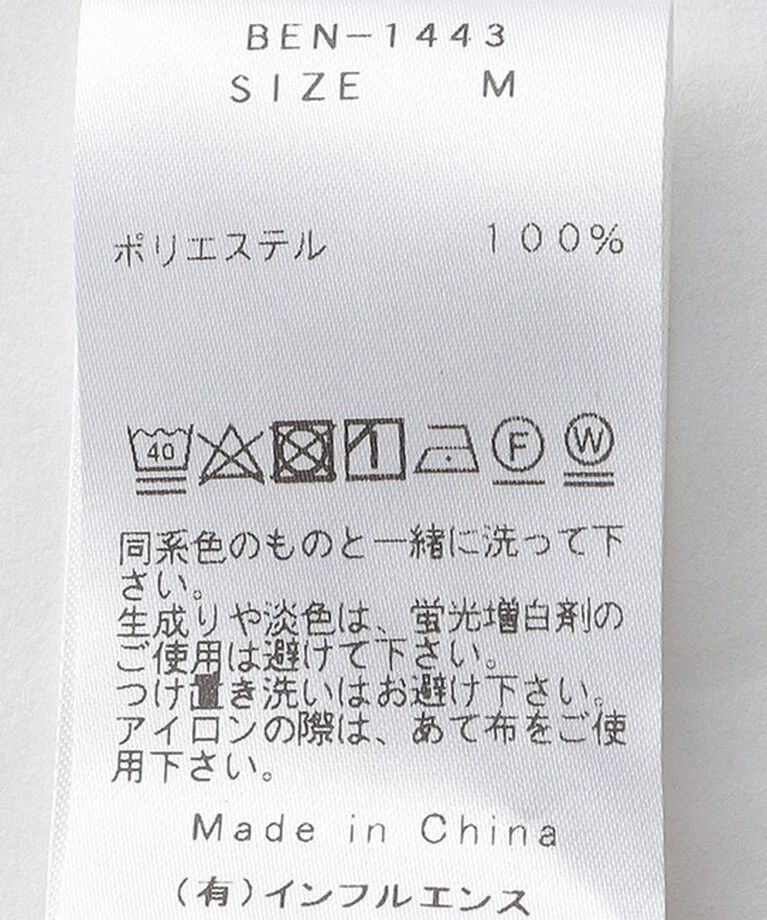 BEN-1443
SIZE M
ポリエステル 100%
40 F W
同系色のものと一緒に洗って下
さい。
生成りや淡色は、蛍光増白剤の
ご使用は避けて下さい。
つけ置き洗いはお避け下さい。
アイロンの際は、あて布をご使
用下さい。
Made in China
(有)インフルエンス